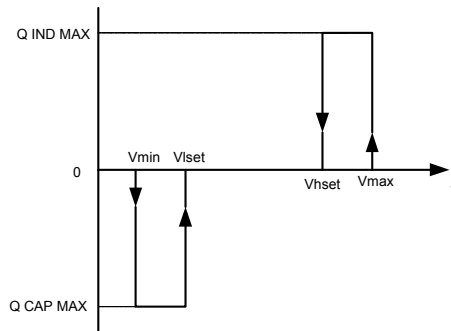 Q IND MAX
Vmin
Vlset
0
Vhset
Vmax
Q CAP MAX